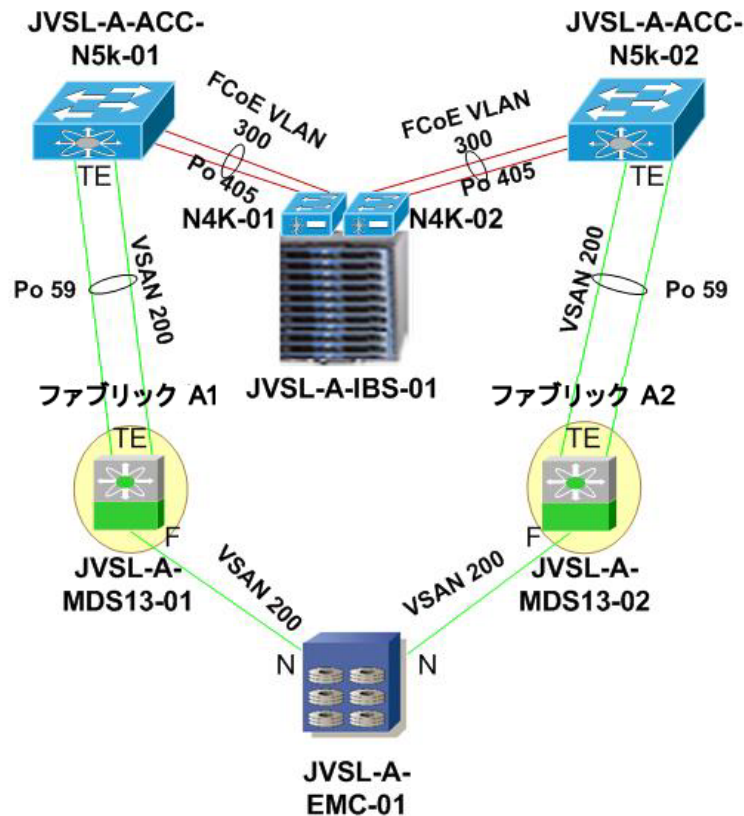 JVSL-A-ACC-
N5k-01
JVSL-A-ACC-
N5k-02
FCoE VLAN
300
Po 405
FCoE VLAN
300
Po 405
TE
TE
N4K-01
N4K-02
Po 59
VSAN 200
VSAN 200
Po 59
JVSL-A-IBS-01
ファブリック A1
ファブリック A2
TE
TE
F
F
JVSL-A-
MDS13-01
JVSL-A-
MDS13-02
VSAN 200
VSAN 200
N
N
JVSL-A-
EMC-01